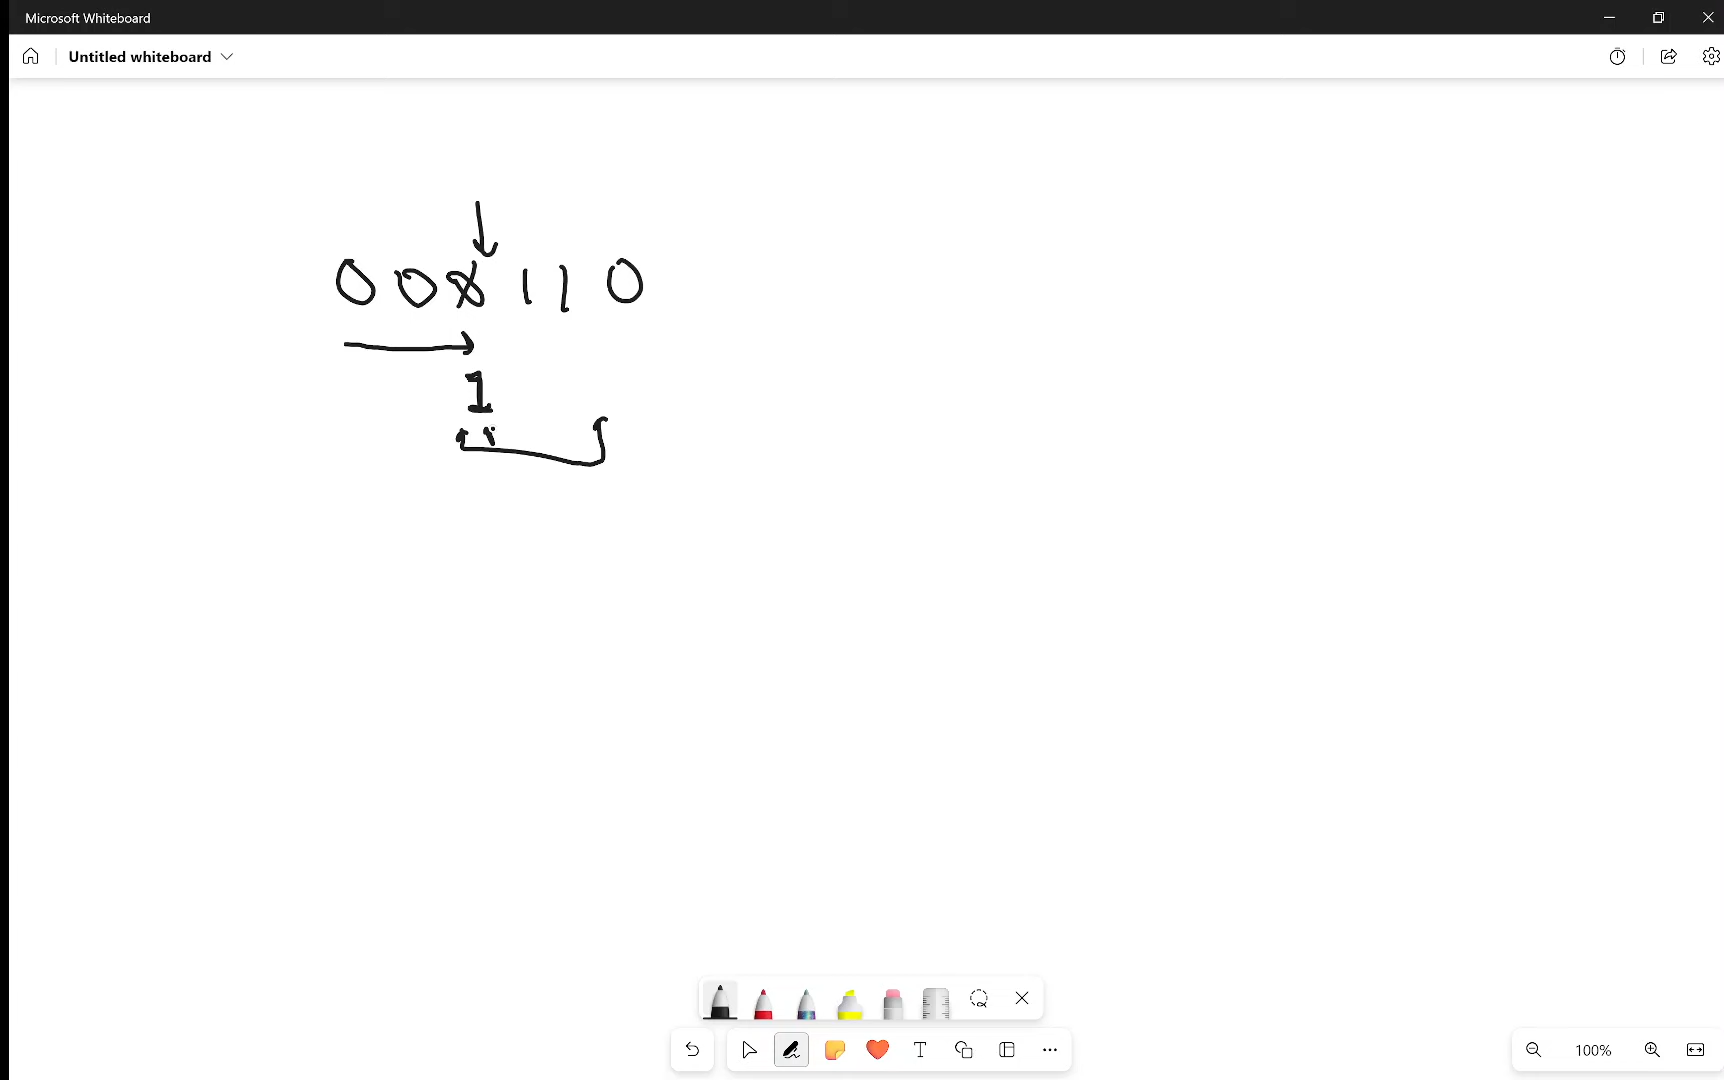 Microsoft Whiteboard
Untitled whiteboard
0 0 0 1 1 0
1
100%